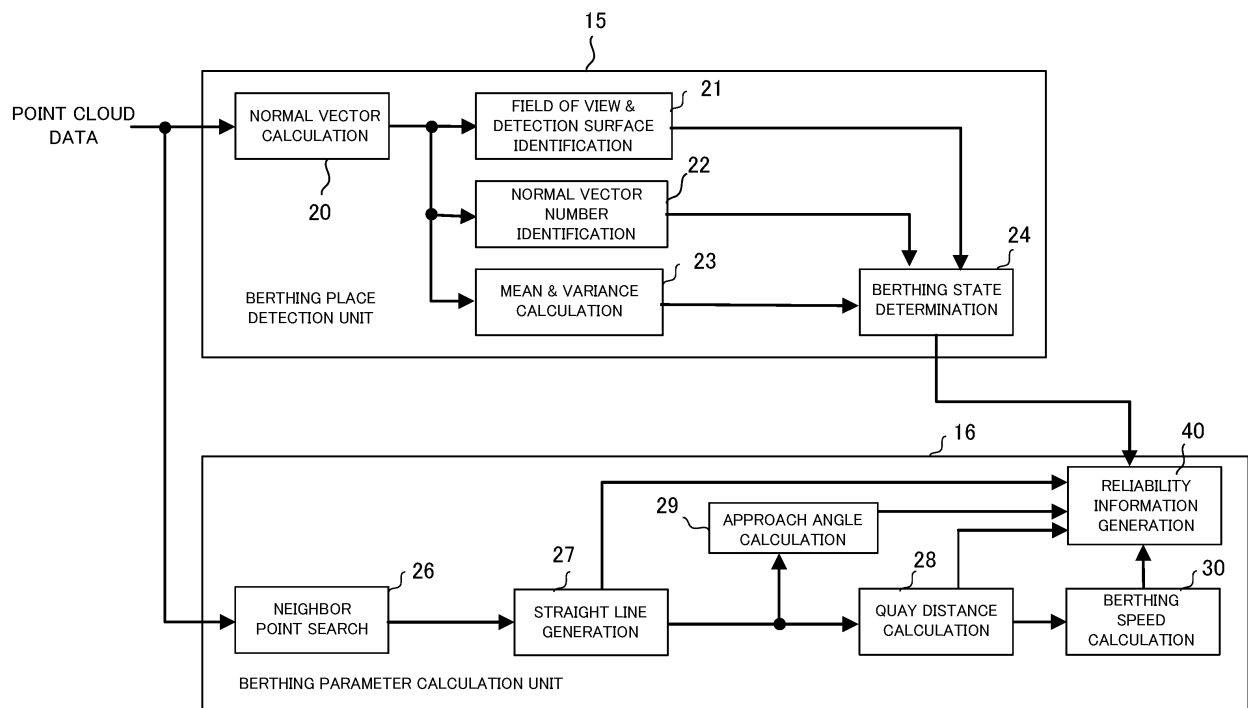 15
POINT CLOUD
DATA
NORMAL VECTOR
CALCULATION
20
FIELD OF VIEW &
DETECTION SURFACE
IDENTIFICATION
21
NORMAL VECTOR
NUMBER
IDENTIFICATION
22
MEAN & VARIANCE
CALCULATION
23
BERTHING STATE
DETERMINATION
24
BERTHING PLACE
DETECTION UNIT
16
RELIABILITY
INFORMATION
GENERATION
40
29
APPROACH ANGLE
CALCULATION
NEIGHBOR
POINT SEARCH
26
STRAIGHT LINE
GENERATION
27
QUAY DISTANCE
CALCULATION
28
BERTHING
SPEED
CALCULATION
30
BERTHING PARAMETER CALCULATION UNIT